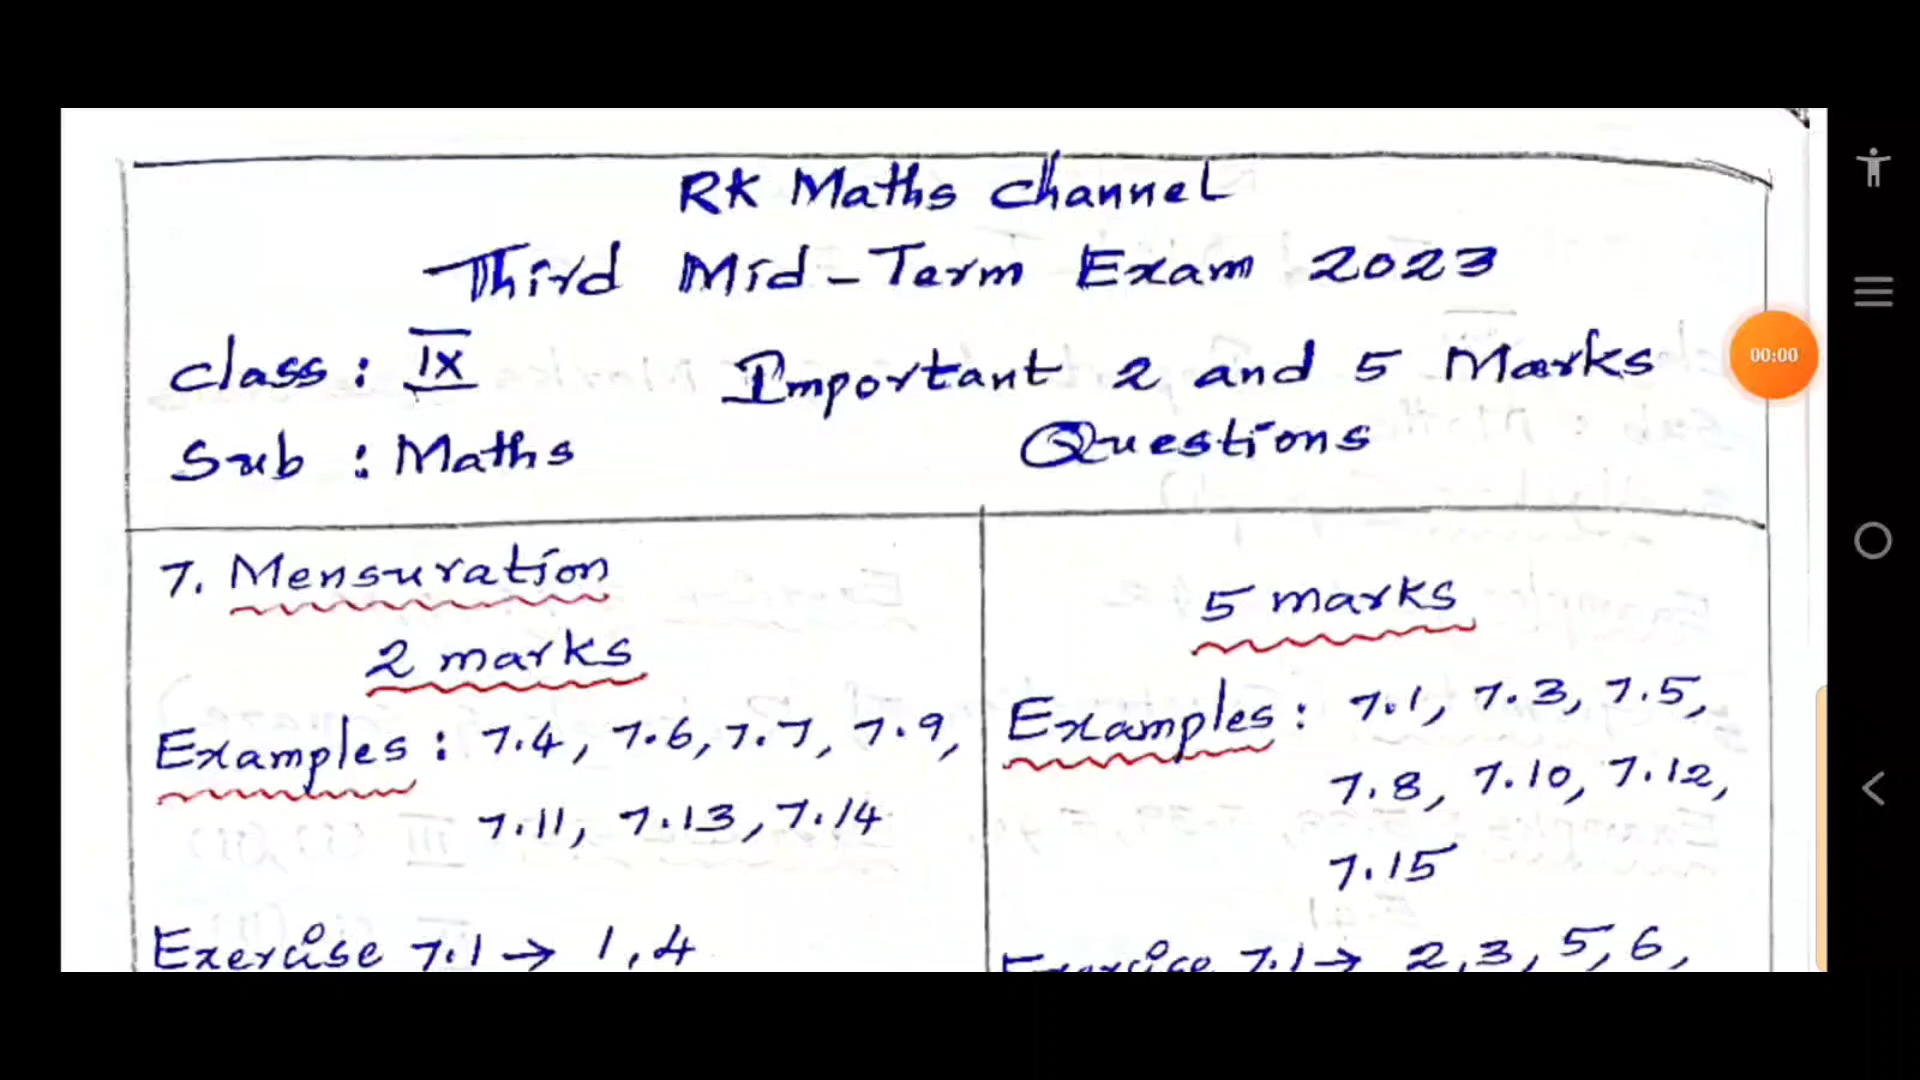 RK Maths Channel
Third Mid-Term Exam 2023
Class : IX
Important 2 and 5 Marks
Sub : Maths
Questions
7. Mensuration
2 marks
Examples : 7.4, 7.6, 7.7, 7.9,
7.11, 7.13, 7.14
Exercise 7.1 → 1, 4
5 marks
Examples : 7.1, 7.3, 7.5,
7.8, 7.10, 7.12,
7.15
Exercise 7.1 → 2, 3, 5, 6,
00:00